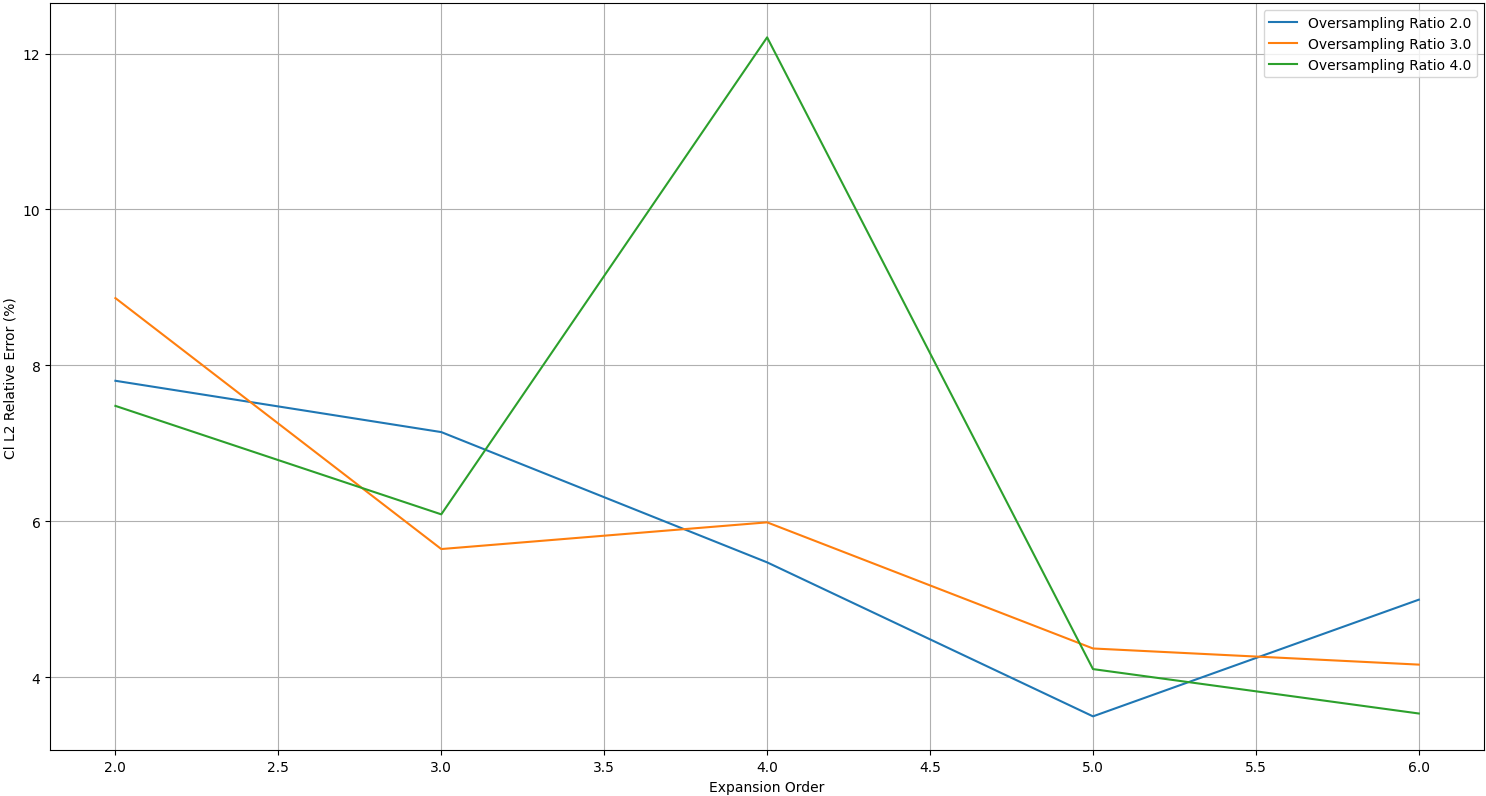 Oversampling Ratio 2.0
Oversampling Ratio 3.0
Oversampling Ratio 4.0
12
10
8
6
4
Cl L2 Relative Error (%)
2.0 2.5 3.0 3.5 4.0 4.5 5.0 5.5 6.0
Expansion Order